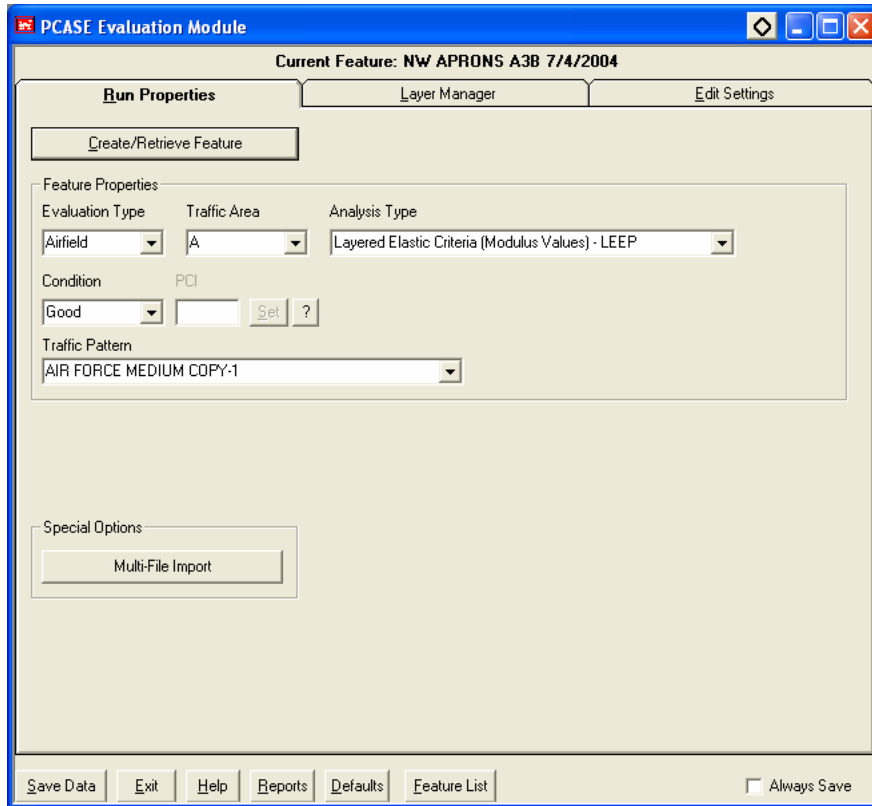 PCASE Evaluation Module
Current Feature: NW APRONS A3B 7/4/2004
Run Properties
Layer Manager
Edit Settings
Create/Retrieve Feature
Feature Properties
Evaluation Type Traffic Area Analysis Type
Airfield A Layered Elastic Criteria (Modulus Values) - LEEP
Condition PCI
Good Set ?
Traffic Pattern
AIR FORCE MEDIUM COPY-1
Special Options
Multi-File Import
Save Data Exit Help Reports Defaults Feature List Always Save